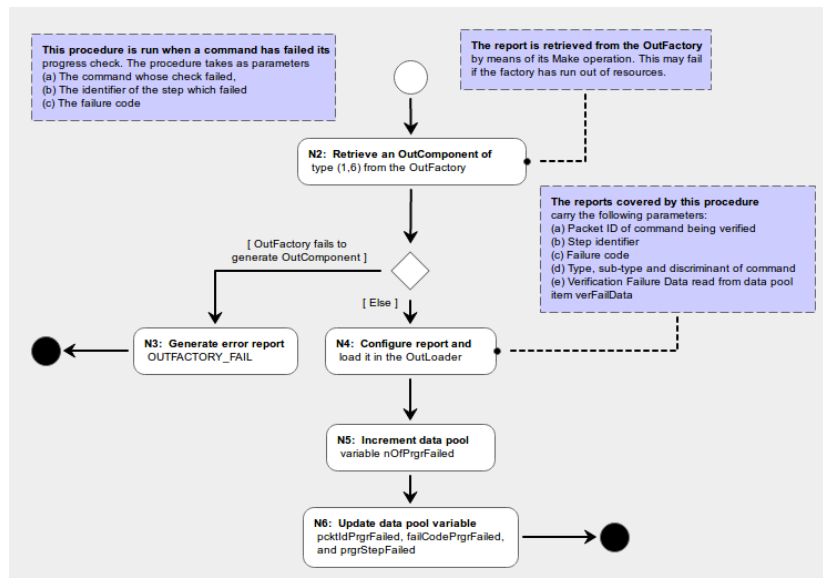 This procedure is run when a command has failed its
progress check. The procedure takes as parameters
(a) The command whose check failed,
(b) The identifier of the step which failed
(c) The failure code
The report is retrieved from the OutFactory
by means of its Make operation. This may fail
if the factory has run out of resources.
N2: Retrieve an OutComponent of
type (1,6) from the OutFactory
The reports covered by this procedure
carry the following parameters:
(a) Packet ID of command being verified
(b) Step identifier
(c) Failure code
(d) Type, sub-type and discriminant of command
(e) Verification Failure Data read from data pool
item verFailData
[ OutFactory fails to
generate OutComponent ]
[ Else ]
N3: Generate error report
OUTFACTORY_FAIL
N4: Configure report and
load it in the OutLoader
N5: Increment data pool
variable nOfPrgrFailed
N6: Update data pool variable
pcktIdPrgrFailed, failCodePrgrFailed,
and prgrStepFailed